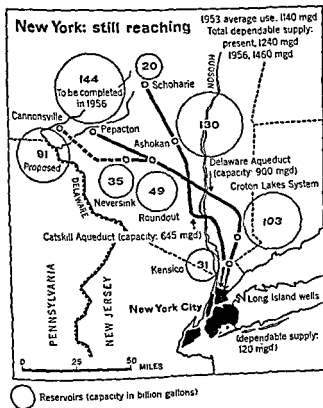 New York: still reaching
1953 average use. 1140 mgd
Total dependable supply:
present, 1240 mgd
1956, 1460 mgd
144
To be completed
in 1956
20
Schoharie
HUDSON
Cannonsville
Pepacton
Ashokan
130
91
Proposed
DELAWARE
35
Neversink
49
Roundout
Delaware Aqueduct
(capacity: 900 mgd)
Croton Lakes System
103
Catskill Aqueduct (capacity: 645 mgd)
Kensico
31
PENNSYLVANIA
NEW JERSEY
New York City
Long Island wells
(dependable supply:
120 mgd)
0 25 50
MILES
Reservoirs (capacity in billion gallons)